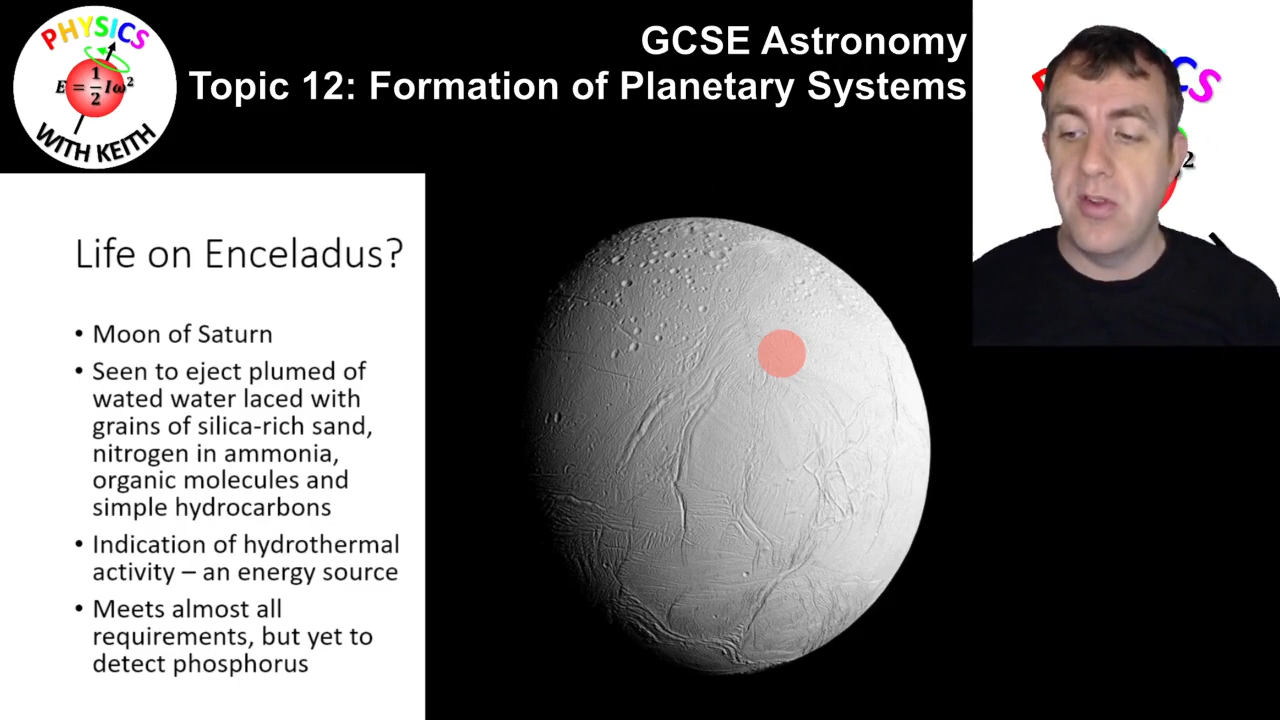 PHYSICS
E = 1/2 Iω²
WITH KEITH
GCSE Astronomy
Topic 12: Formation of Planetary Systems
CS
2
Life on Enceladus?
• Moon of Saturn
• Seen to eject plumed of
wated water laced with
grains of silica-rich sand,
nitrogen in ammonia,
organic molecules and
simple hydrocarbons
• Indication of hydrothermal
activity – an energy source
• Meets almost all
requirements, but yet to
detect phosphorus